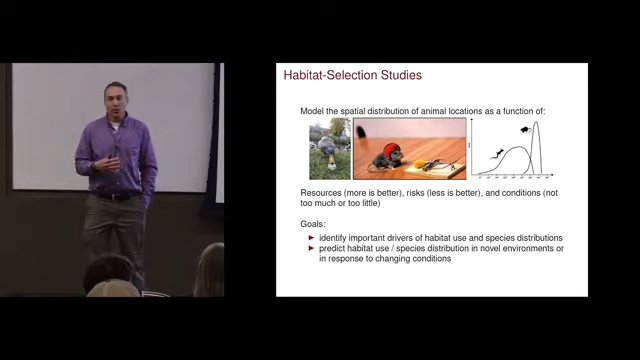 Habitat-Selection Studies
Model the spatial distribution of animal locations as a function of:
Resources (more is better), risks (less is better), and conditions (not
too much or too little)
Goals:
identify important drivers of habitat use and species distributions
predict habitat use / species distribution in novel environments or
in response to changing conditions